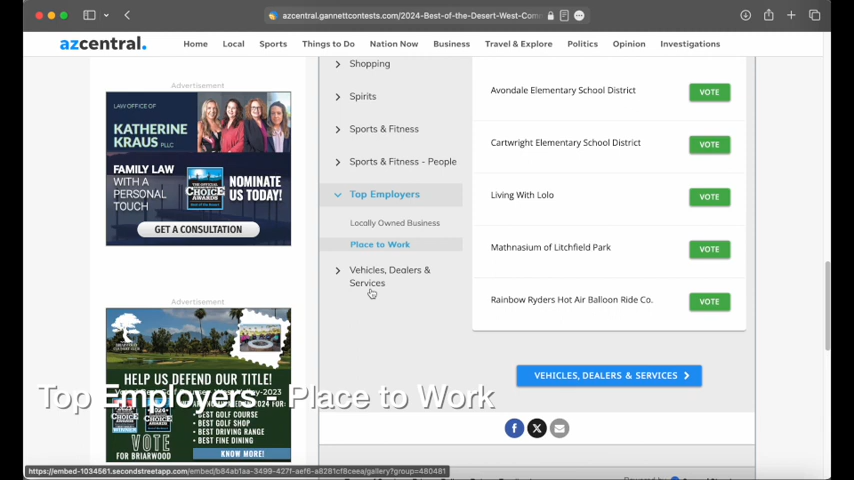 azcentral.gannettcontests.com/2024-Best-of-the-Desert-West-Com
azcentral.
Home Local Sports Things to Do Nation Now Business Travel & Explore Politics Opinion Investigations
Advertisement
LAW OFFICE OF
KATHERINE
KRAUS PLLC
FAMILY LAW
WITH A
PERSONAL
TOUCH
CHOICE
AWARDS
NOMINATE
US TODAY!
GET A CONSULTATION
Advertisement
HELP US DEFEND OUR TITLE!
BEST GOLF COURSE
BEST GOLF SHOP
BEST DRIVING RANGE
BEST FINE DINING
VOTE
FOR BRIARWOOD
KNOW MORE!
Shopping
Spirits
Sports & Fitness
Sports & Fitness - People
Top Employers
Locally Owned Business
Place to Work
Vehicles, Dealers &
Services
Avondale Elementary School District VOTE
Cartwright Elementary School District VOTE
Living With Lolo VOTE
Mathnasium of Litchfield Park VOTE
Rainbow Ryders Hot Air Balloon Ride Co. VOTE
VEHICLES, DEALERS & SERVICES
Top Employers - Place to Work
https://embed-1034561.secondstreetapp.com/embed/b84ab1aa-3499-427f-aef6-a8281cf8ceea/gallery?group=480481